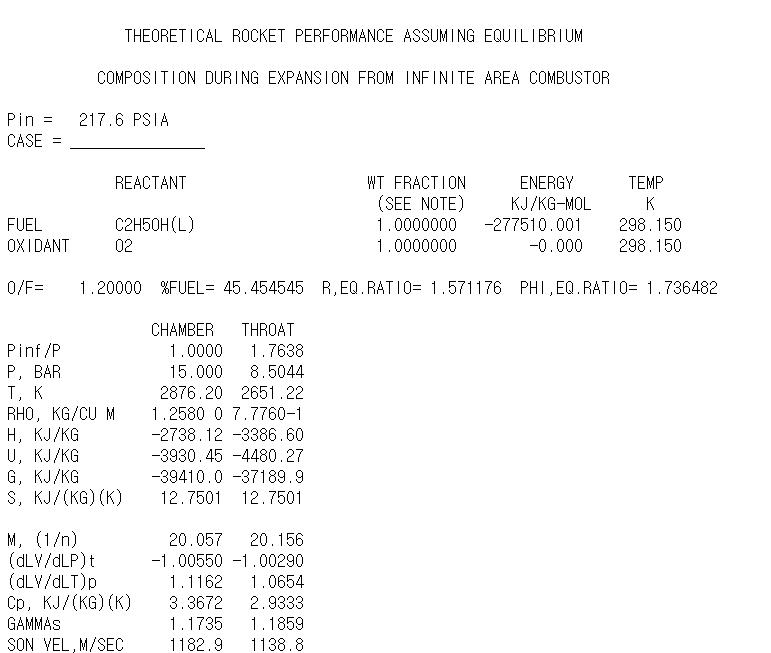 THEORETICAL ROCKET PERFORMANCE ASSUMING EQUILIBRIUM
COMPOSITION DURING EXPANSION FROM INFINITE AREA COMBUSTOR
Pin =   217.6 PSIA
CASE = _______________
REACTANT   WT FRACTION   ENERGY   TEMP
(SEE NOTE)   KJ/KG-MOL   K
FUEL   C2H5OH(L)   1.0000000   -277510.001   298.150
OXIDANT   O2   1.0000000   -0.000   298.150
O/F=   1.20000  %FUEL= 45.454545  R,EQ.RATIO= 1.571176  PHI,EQ.RATIO= 1.736482
CHAMBER   THROAT
Pinf/P   1.0000   1.7638
P, BAR   15.000   8.5044
T, K   2876.20   2651.22
RHO, KG/CU M   1.2580 0 7.7760-1
H, KJ/KG   -2738.12 -3386.60
U, KJ/KG   -3930.45 -4480.27
G, KJ/KG   -39410.0 -37189.9
S, KJ/(KG)(K)   12.7501   12.7501
M, (1/n)   20.057   20.156
(dLV/dLP)t   -1.00550 -1.00290
(dLV/dLT)p   1.1162   1.0654
Cp, KJ/(KG)(K)   3.3672   2.9333
GAMMAs   1.1735   1.1859
SON VEL,M/SEC   1182.9   1138.8